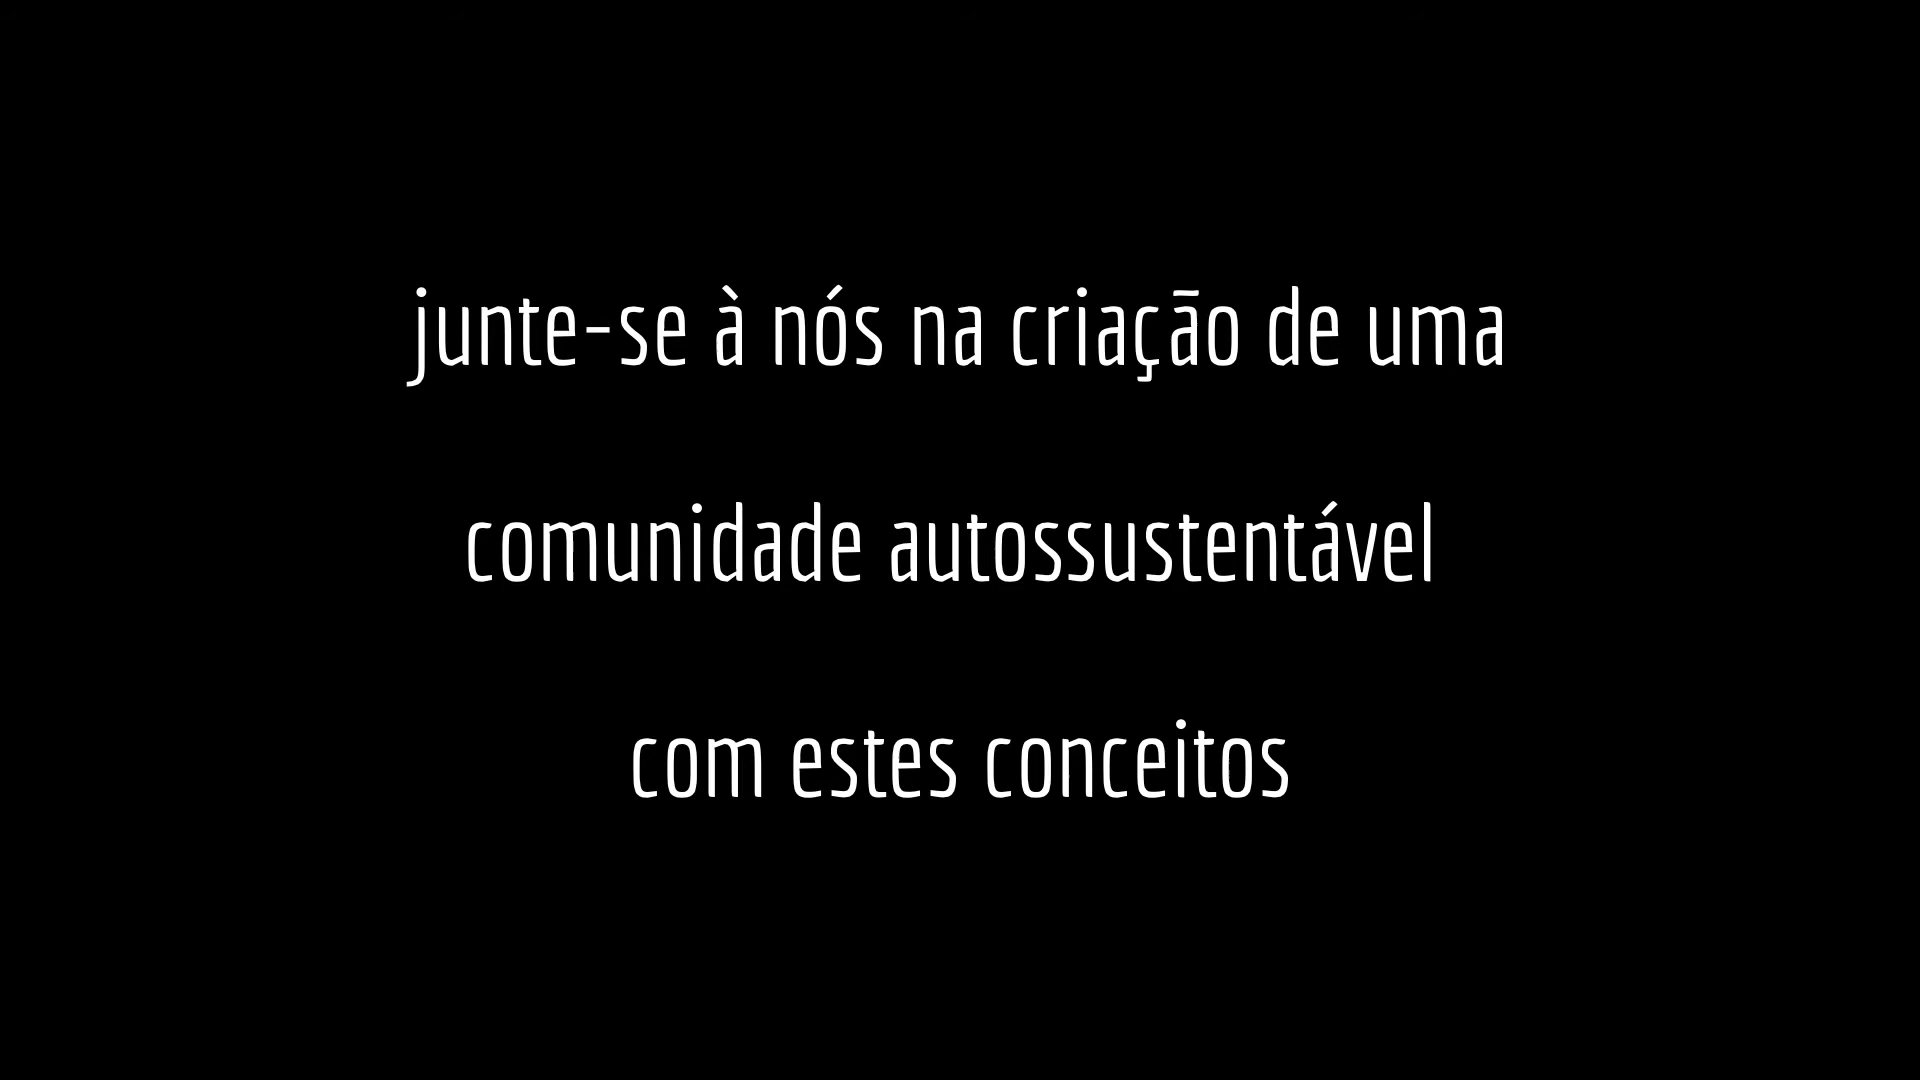 junte-se à nós na criação de uma
comunidade autossustentável
com estes conceitos